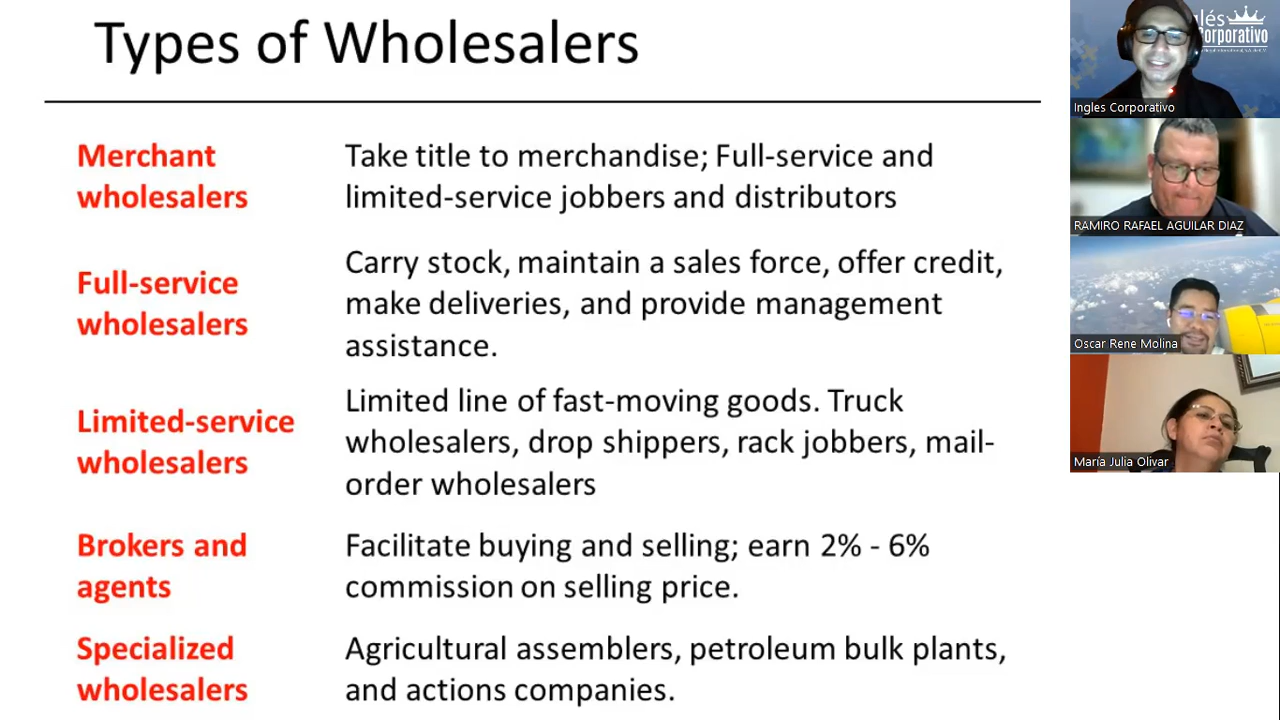 Types of Wholesalers
Merchant
wholesalers
Take title to merchandise; Full-service and
limited-service jobbers and distributors
Full-service
wholesalers
Carry stock, maintain a sales force, offer credit,
make deliveries, and provide management
assistance.
Limited-service
wholesalers
Limited line of fast-moving goods. Truck
wholesalers, drop shippers, rack jobbers, mail-
order wholesalers
Brokers and
agents
Facilitate buying and selling; earn 2% - 6%
commission on selling price.
Specialized
wholesalers
Agricultural assemblers, petroleum bulk plants,
and actions companies.
glés
Corporativo
Ingles Corporativo
RAMIRO RAFAEL AGUILAR DIAZ
Oscar Rene Molina
María Julia Olivar